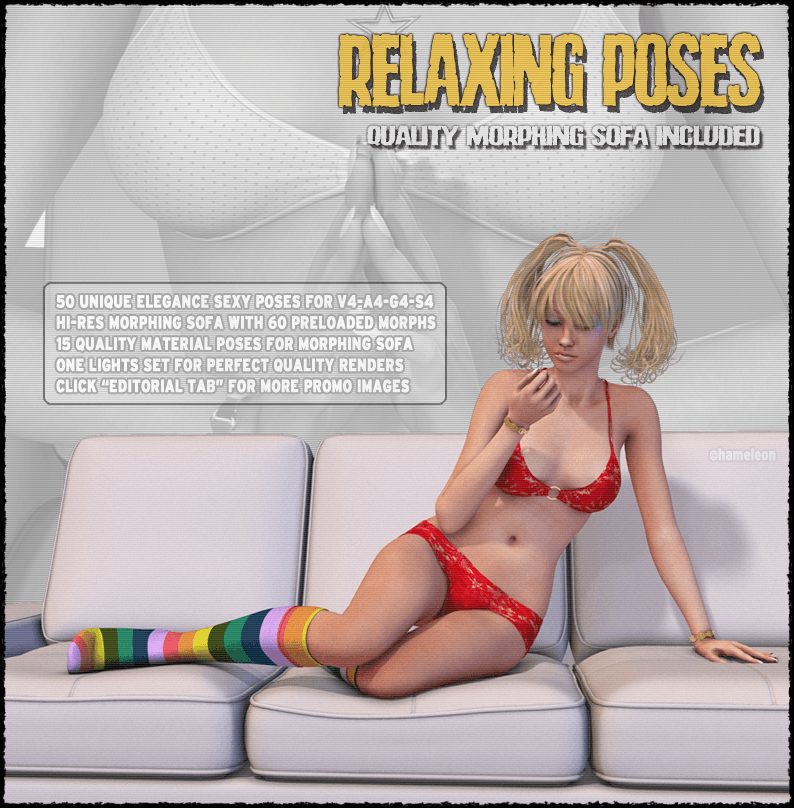 RELAXING POSES
QUALITY MORPHING SOFA INCLUDED
50 UNIQUE ELEGANCE SEXY POSES FOR V4-A4-G4-S4
HI-RES MORPHING SOFA WITH 60 PRELOADED MORPHS
15 QUALITY MATERIAL POSES FOR MORPHING SOFA
ONE LIGHTS SET FOR PERFECT QUALITY RENDERS
CLICK "EDITORIAL TAB" FOR MORE PROMO IMAGES
©hameleon